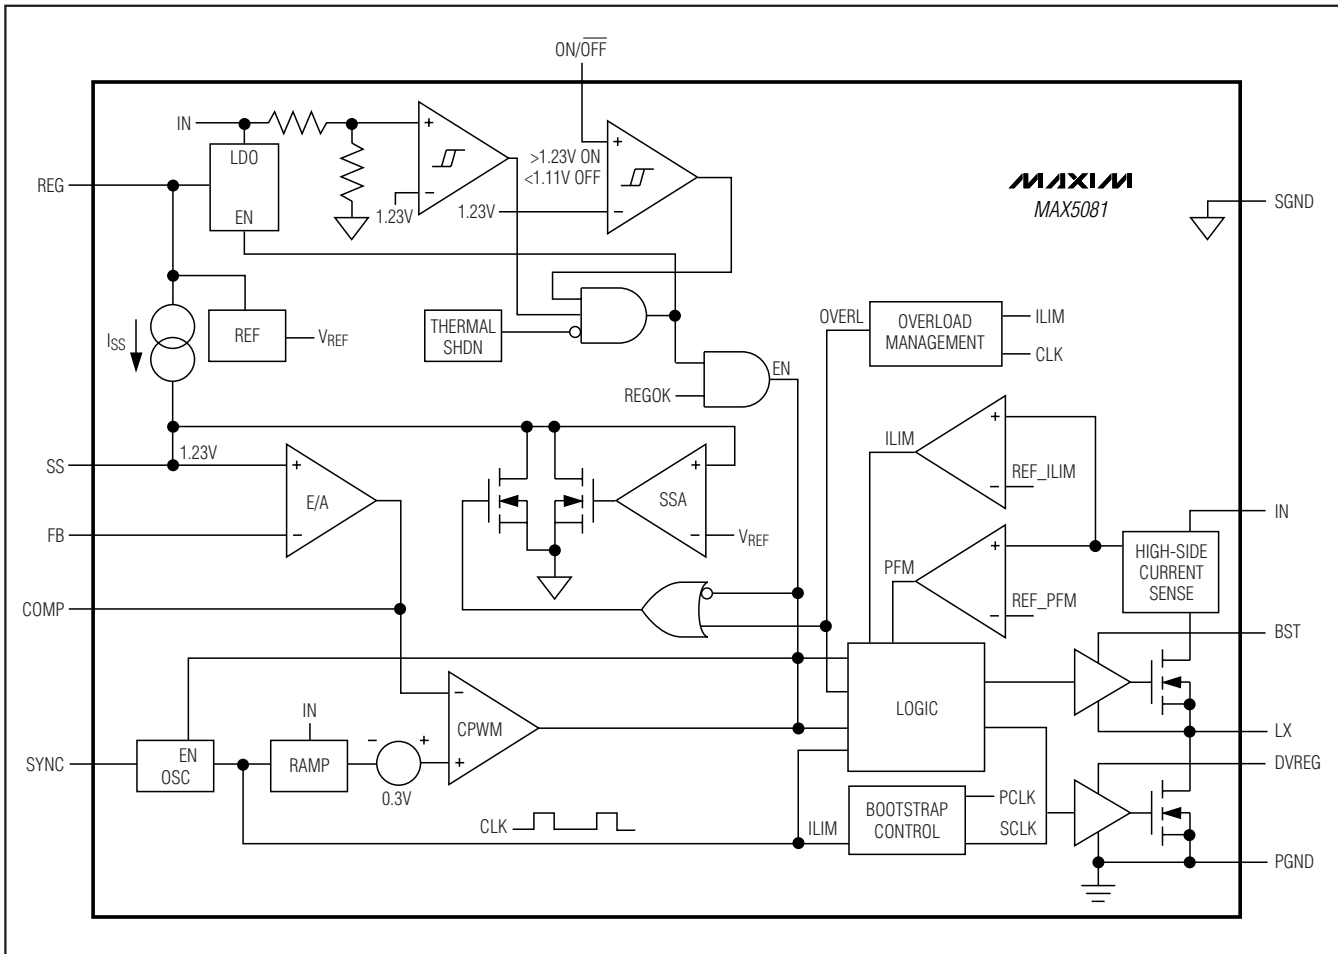 ON/OFF
IN
LDO
EN
REG
+
−
1.23V
>1.23V ON
<1.11V OFF
1.23V
+
−
MAXIM
MAX5081
SGND
ISS
REF
VREF
THERMAL
SHDN
REGOK
EN
OVERL
OVERLOAD
MANAGEMENT
ILIM
CLK
ILIM
+
REF_ILIM
−
SS
1.23V
+
E/A
−
FB
SSA
+
−
VREF
PFM
+
REF_PFM
−
HIGH-SIDE
CURRENT
SENSE
IN
COMP
BST
LOGIC
LX
SYNC
EN
OSC
IN
RAMP
−
+
0.3V
−
CPWM
+
DVREG
CLK
ILIM
BOOTSTRAP
CONTROL
PCLK
SCLK
PGND